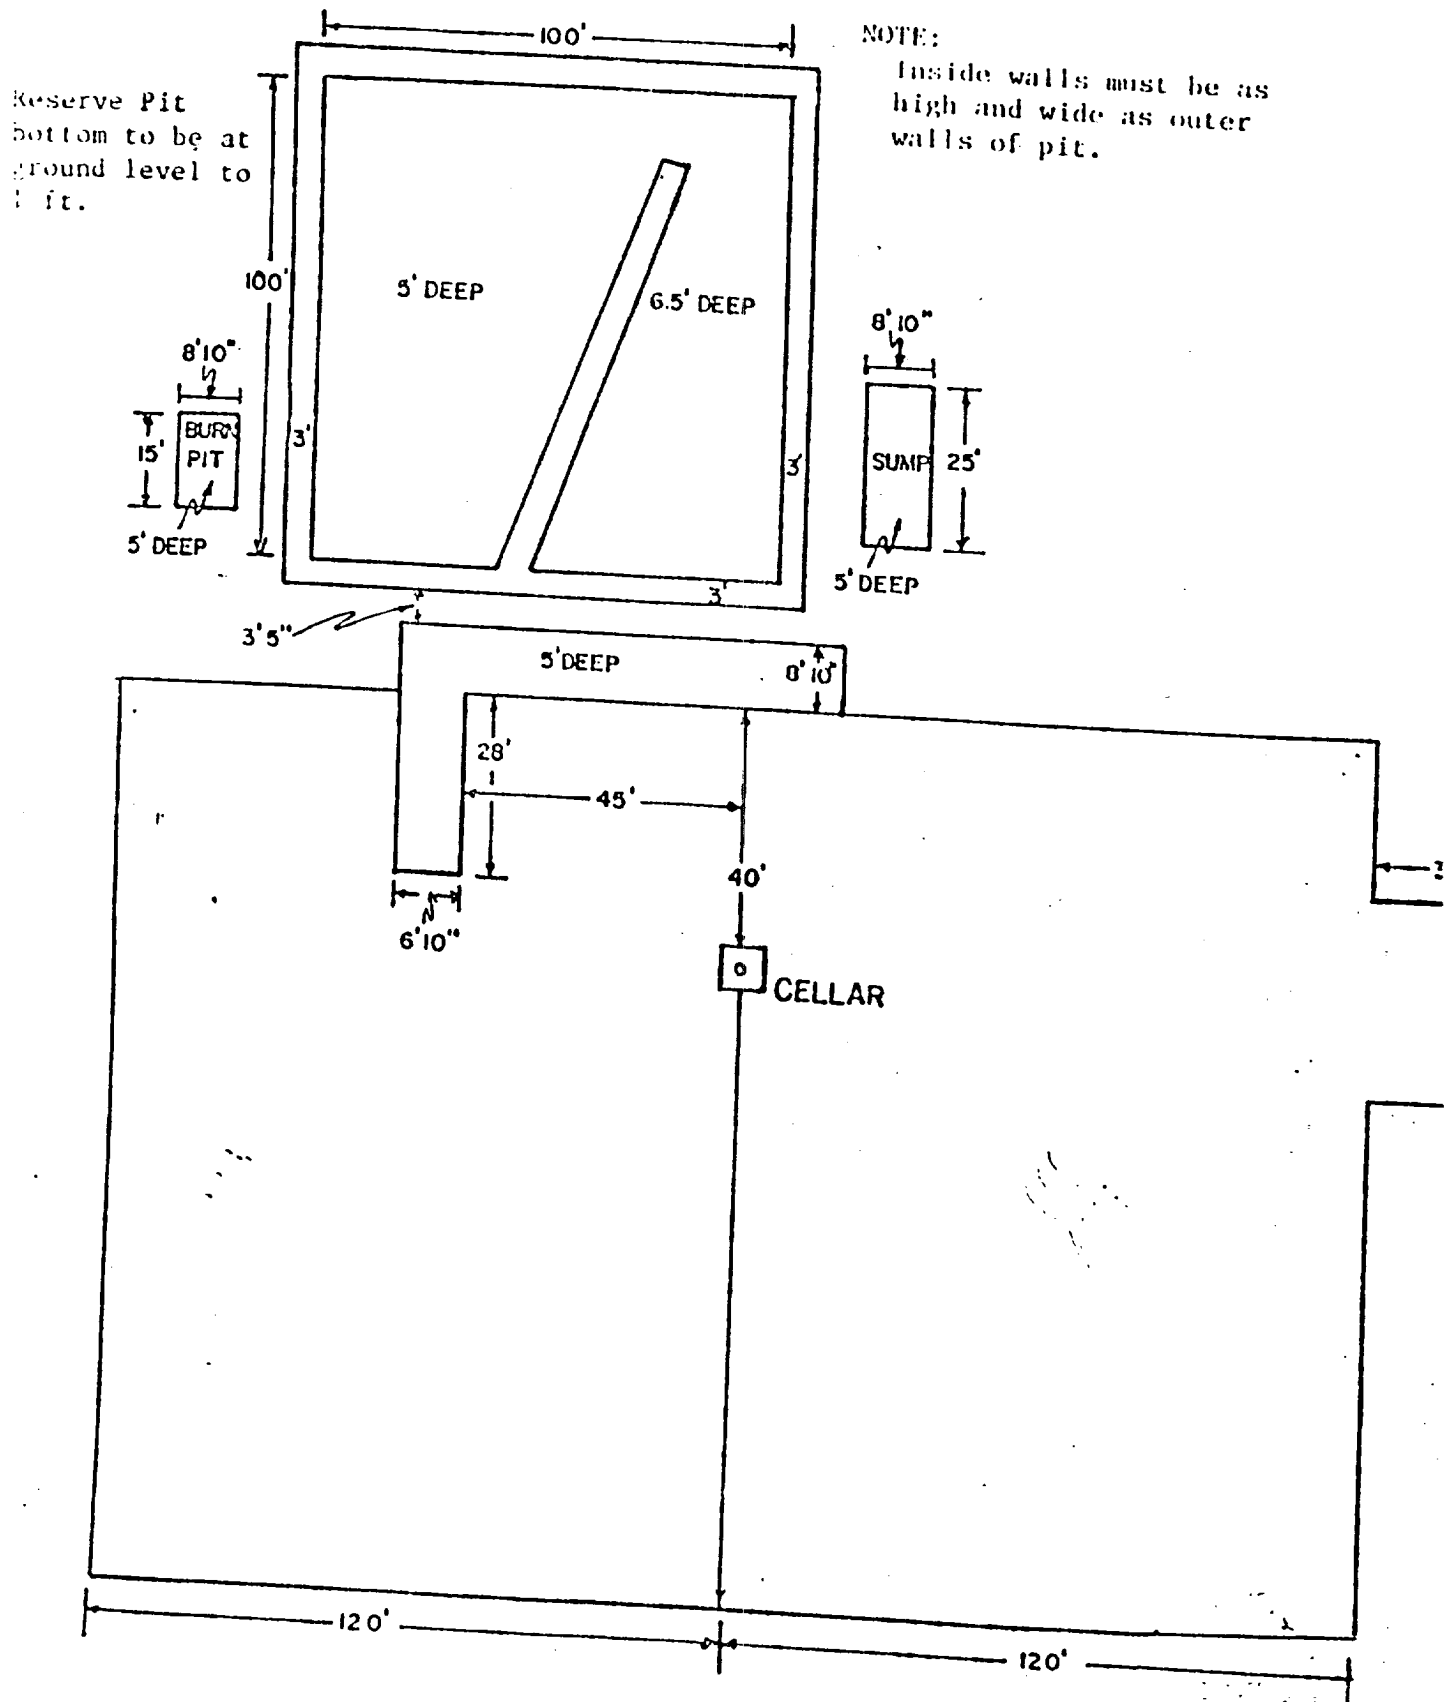 100'
NOTE:
Inside walls must be as
high and wide as outer
walls of pit.
Reserve Pit
bottom to be at
ground level to
ft.
100'
5' DEEP
6.5' DEEP
8'10"
8'10"
15'
BURN
PIT
3'
3'
SUMP
25'
5' DEEP
5' DEEP
3'
3'5"
5' DEEP
8'10"
28'
45'
40'
6'10"
CELLAR
120'
120'